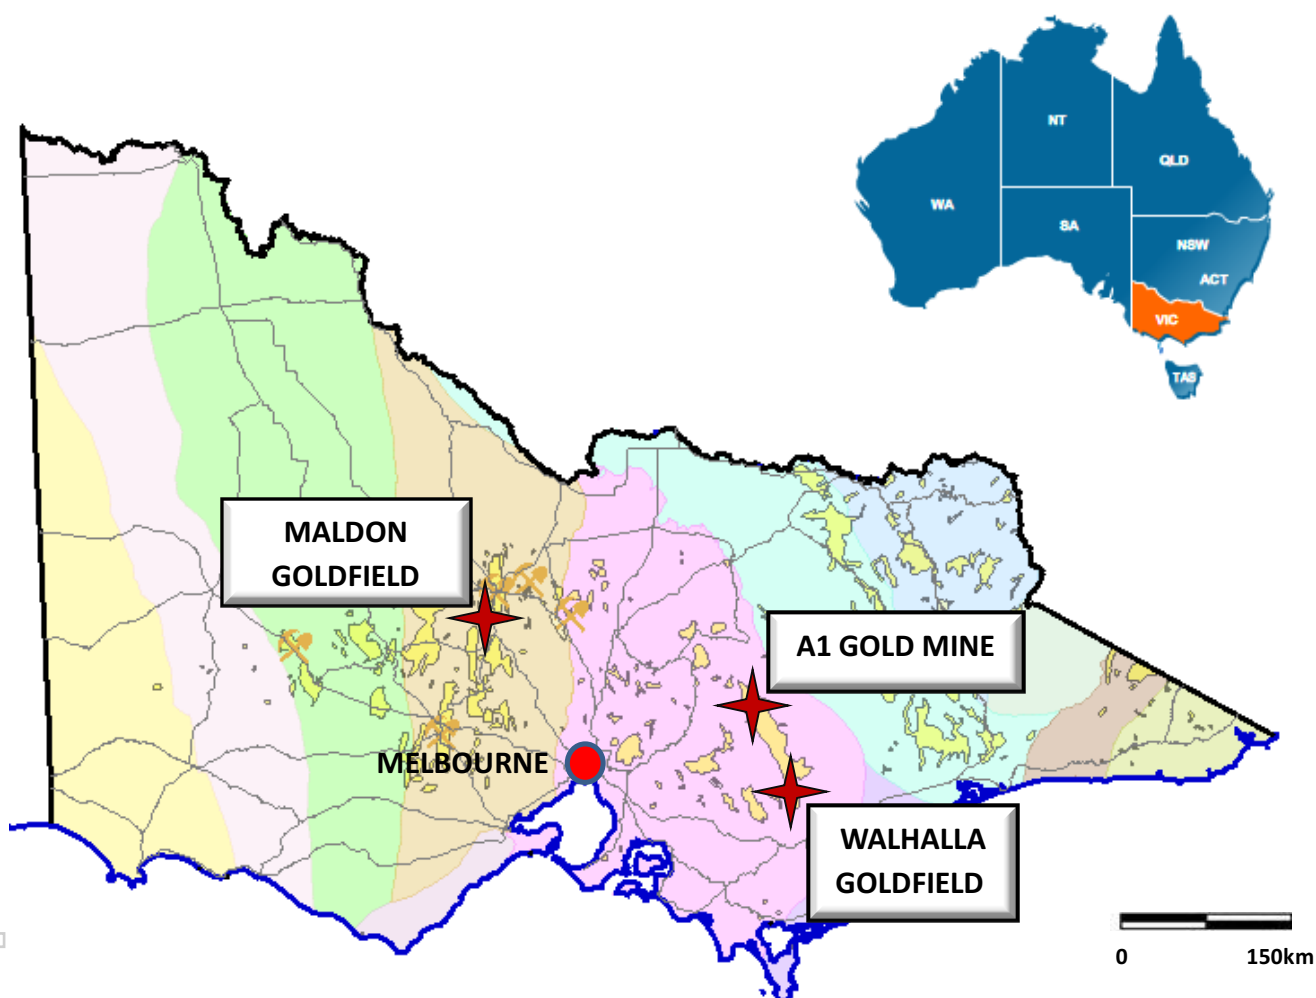 NT
QLD
WA
SA
NSW
ACT
VIC
TAS
MALDON
GOLDFIELD
A1 GOLD MINE
MELBOURNE
WALHALLA
GOLDFIELD
0 150km